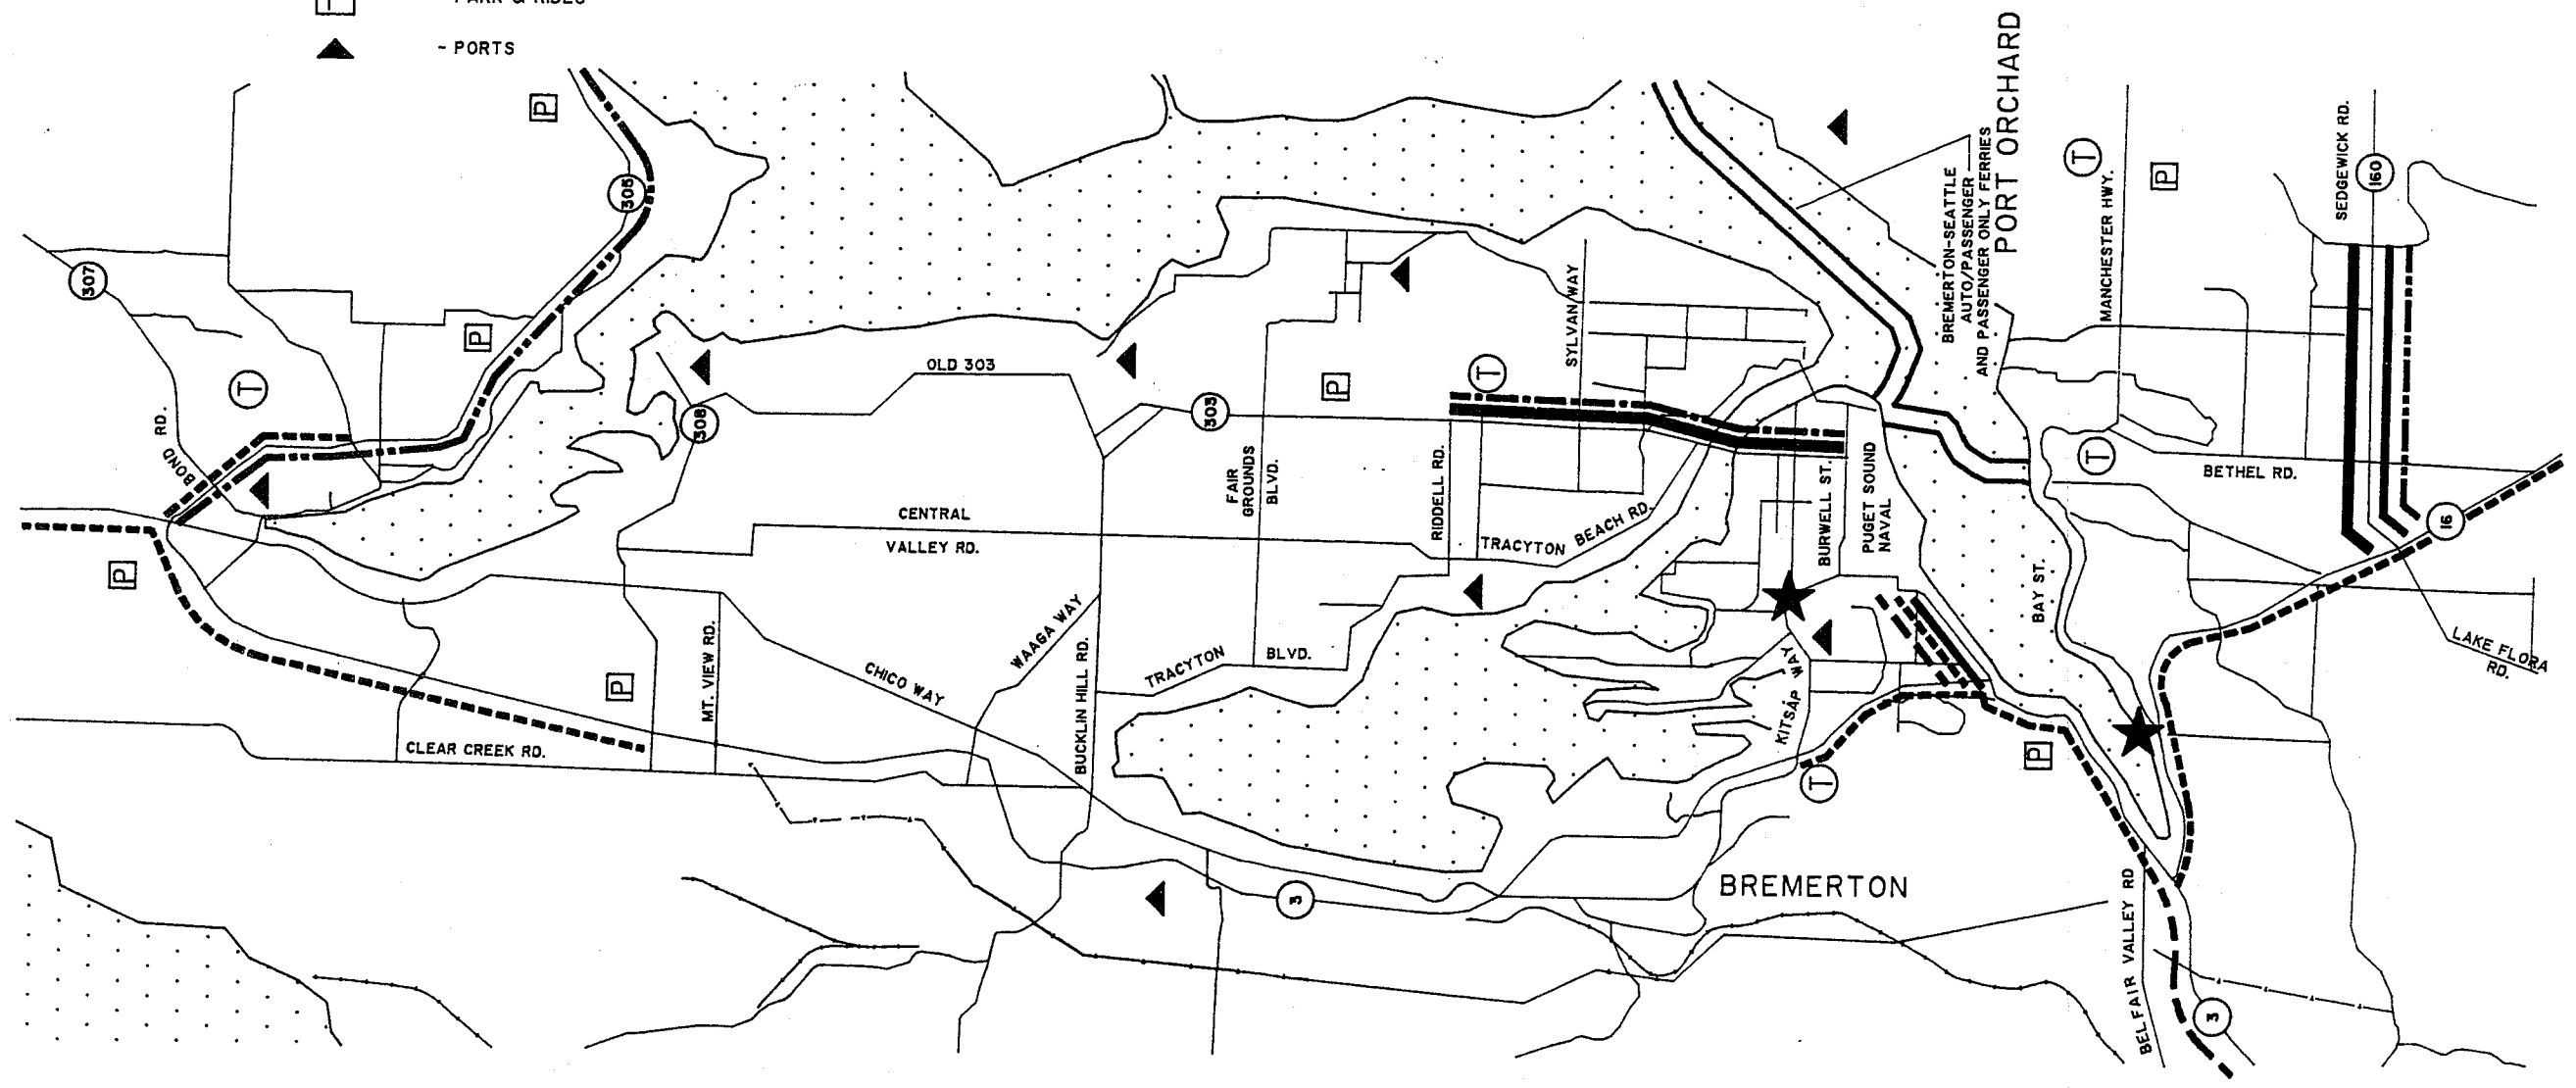 - PORTS
P
305
307
P
T
BOND RD.
308
OLD 303
303
P
T
SYLVAN WAY
BREMERTON-SEATTLE
AUTO/PASSENGER
AND PASSENGER ONLY FERRIES
PORT ORCHARD
T
P
MANCHESTER HWY.
SEDGEWICK RD.
160
T
BETHEL RD.
16
P
CENTRAL
VALLEY RD.
FAIR
GROUNDS
BLVD.
RIDDELL RD.
TRACYTON BEACH RD.
BURWELL ST.
PUGET SOUND
NAVAL
BAY ST.
LAKE FLORA
RD.
P
MT. VIEW RD.
CLEAR CREEK RD.
CHICO WAY
WAAGA WAY
BUCKLIN HILL RD.
TRACYTON BLVD.
KITSAP WAY
T
P
3
BREMERTON
BELFAIR VALLEY RD
3